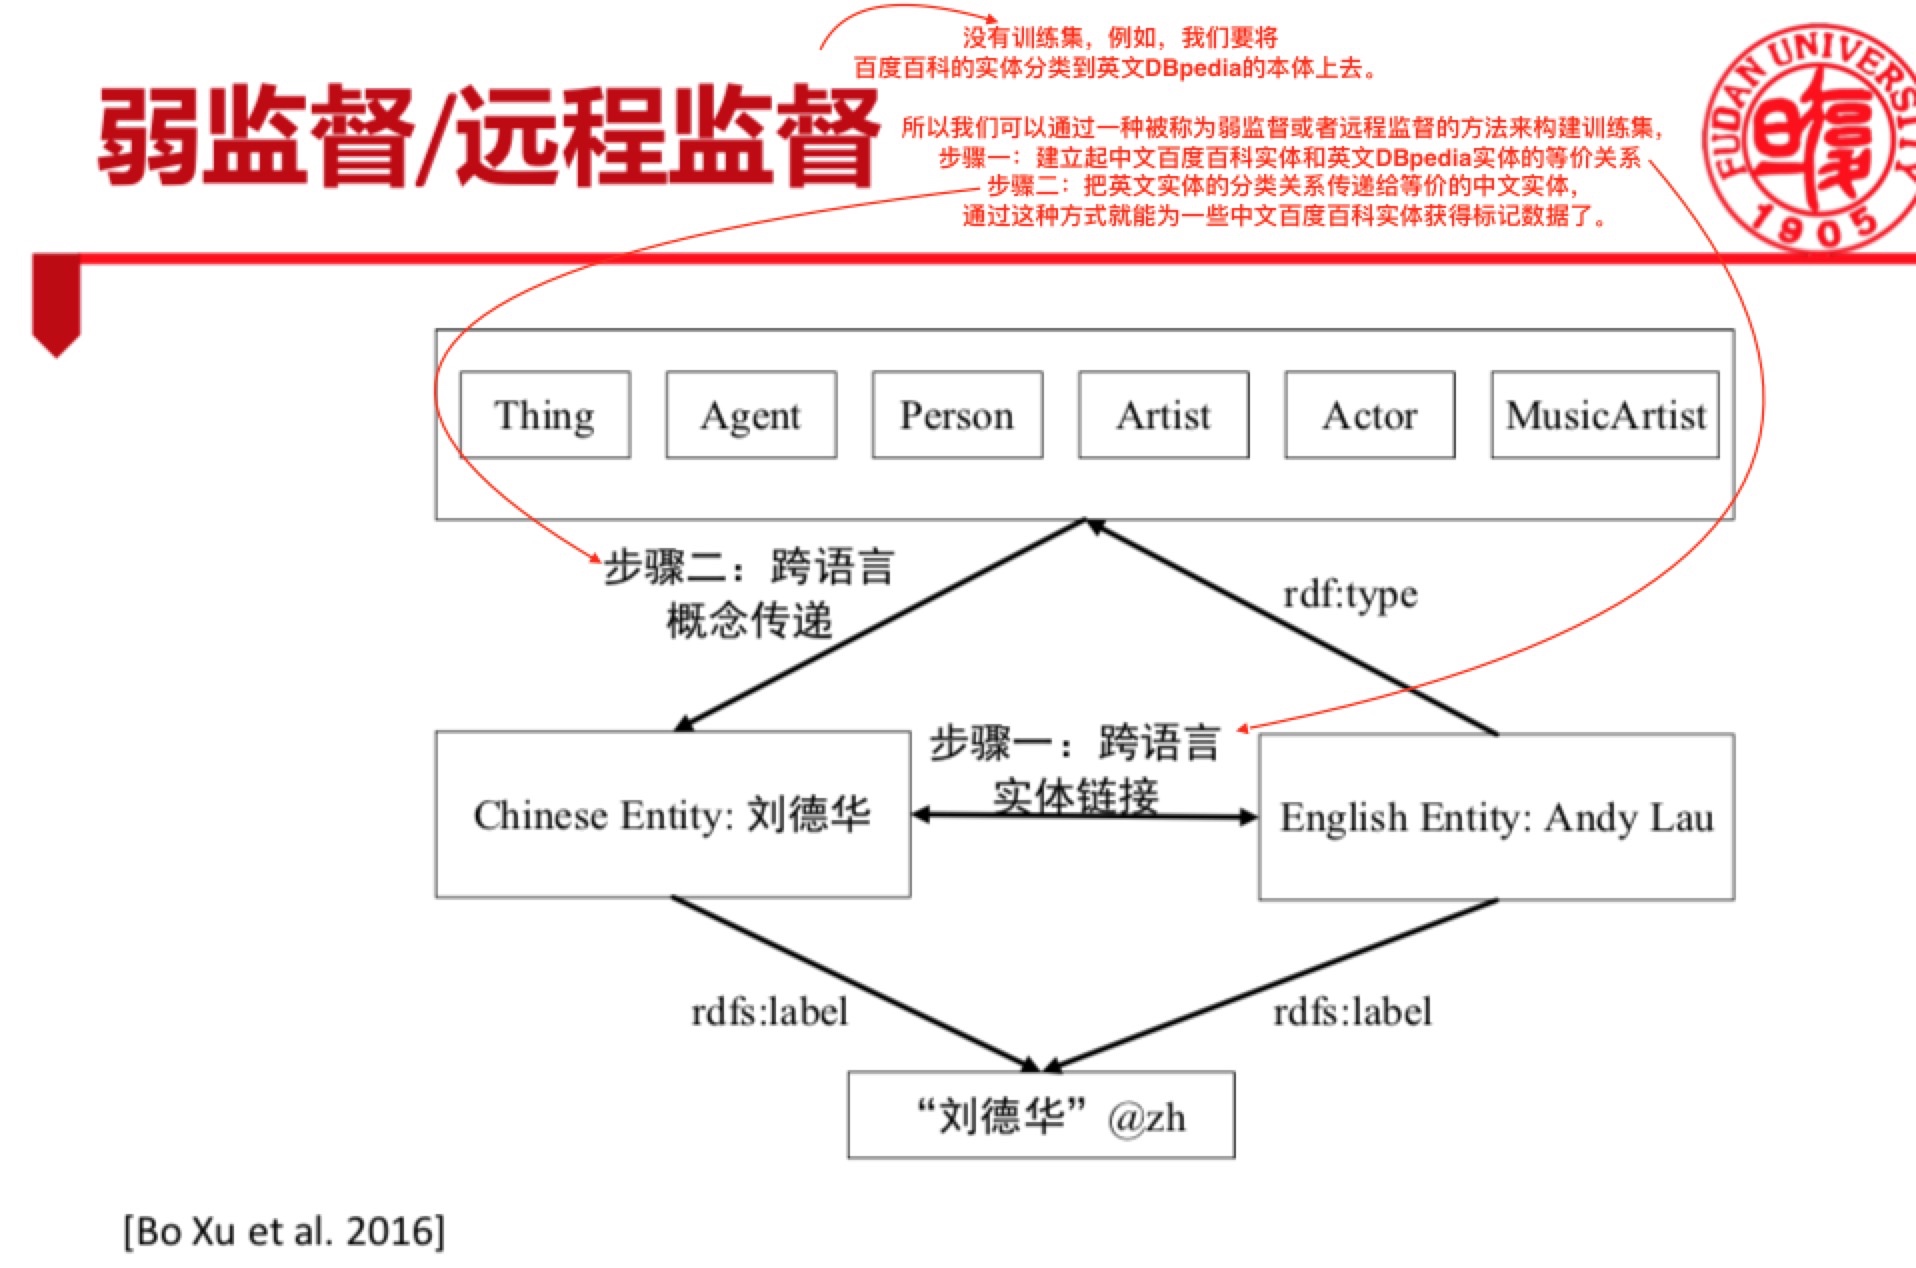 没有训练集，例如，我们要将
百度百科的实体分类到英文DBpedia的本体上去。
弱监督/远程监督
所以我们可以通过一种被称为弱监督或者远程监督的方法来构建训练集，
步骤一：建立起中文百度百科实体和英文DBpedia实体的等价关系
步骤二：把英文实体的分类关系传递给等价的中文实体，
通过这种方式就能为一些中文百度百科实体获得标记数据了。
FUDAN UNIVERSITY
1905
Thing
Agent
Person
Artist
Actor
MusicArtist
步骤二：跨语言
概念传递
rdf:type
步骤一：跨语言
实体链接
Chinese Entity: 刘德华
English Entity: Andy Lau
rdfs:label
rdfs:label
“刘德华” @zh
[Bo Xu et al. 2016]